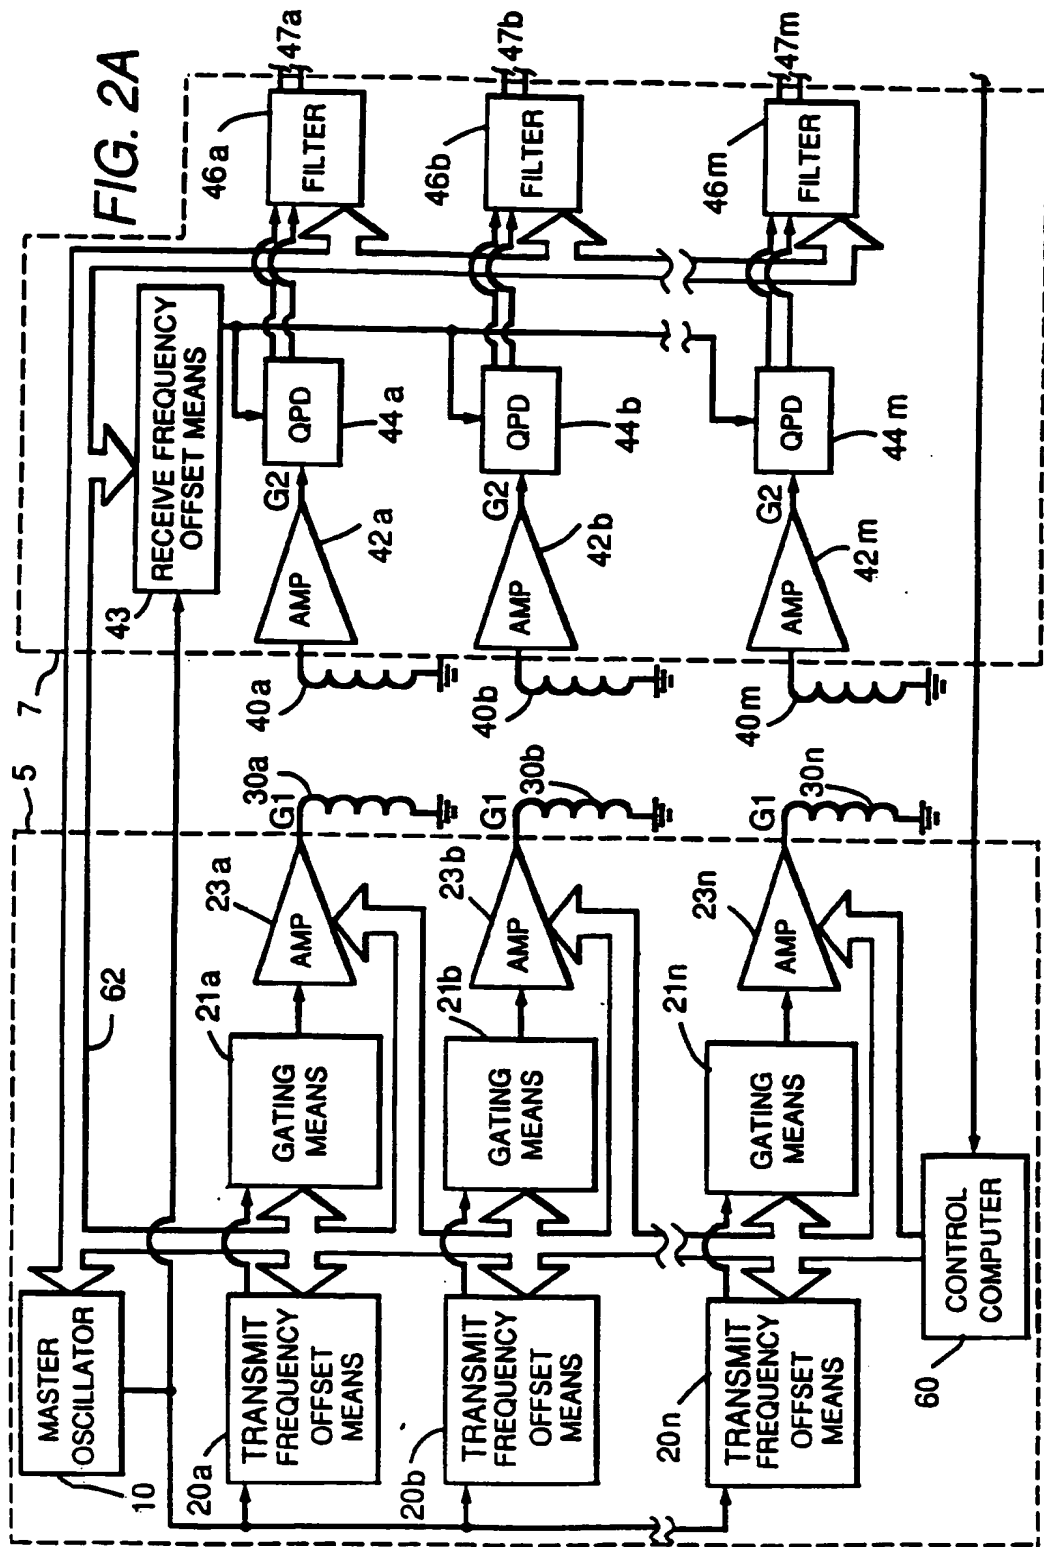 FIG. 2A
7
5
62
43
RECEIVE FREQUENCY
OFFSET MEANS
MASTER
OSCILLATOR
10
20a
TRANSMIT
FREQUENCY
OFFSET
MEANS
21a
GATING
MEANS
23a
AMP
G1
30a
40a
AMP
42a
G2
QPD
44a
46a
FILTER
47a
20b
TRANSMIT
FREQUENCY
OFFSET
MEANS
21b
GATING
MEANS
23b
AMP
G1
30b
40b
AMP
42b
G2
QPD
44b
46b
FILTER
47b
20n
TRANSMIT
FREQUENCY
OFFSET
MEANS
21n
GATING
MEANS
23n
AMP
G1
30n
40m
AMP
42m
G2
QPD
44m
46m
FILTER
47m
60
CONTROL
COMPUTER